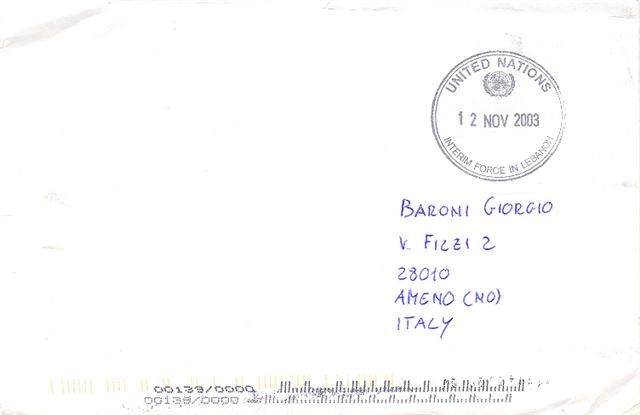 UNITED NATIONS
12 NOV 2003
INTERIM FORCE IN LEBANON
BARONI GIORGIO
V. FILZI 2
28010
AMENO (NO)
ITALY
00139/0000
00139/0000